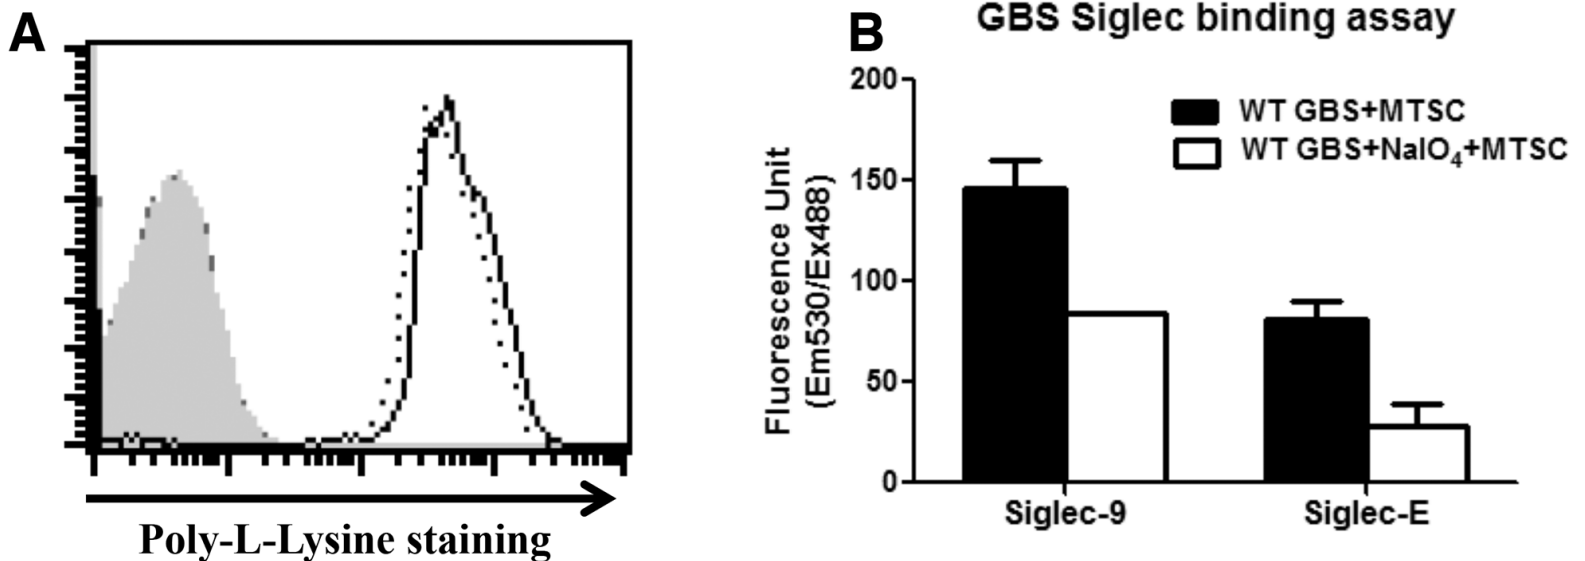 A
Poly-L-Lysine staining
B
GBS Siglec binding assay
Fluorescence Unit
(Em530/Ex488)
200
150
100
50
0
WT GBS+MTSC
WT GBS+NaIO₄+MTSC
Siglec-9
Siglec-E